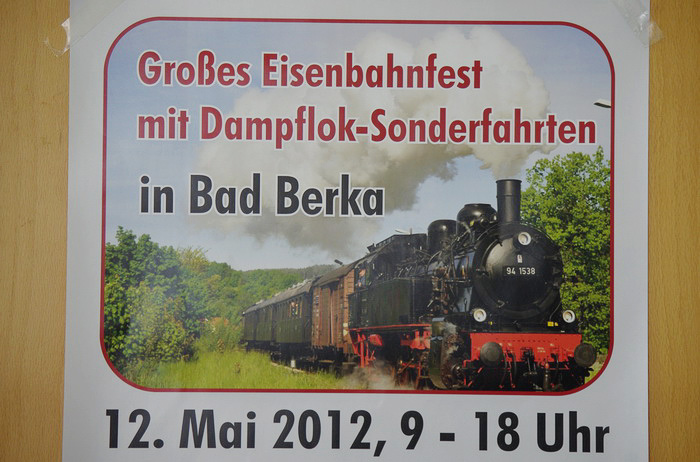 Großes Eisenbahnfest
mit Dampflok-Sonderfahrten
in Bad Berka
94 1538
12. Mai 2012, 9 - 18 Uhr